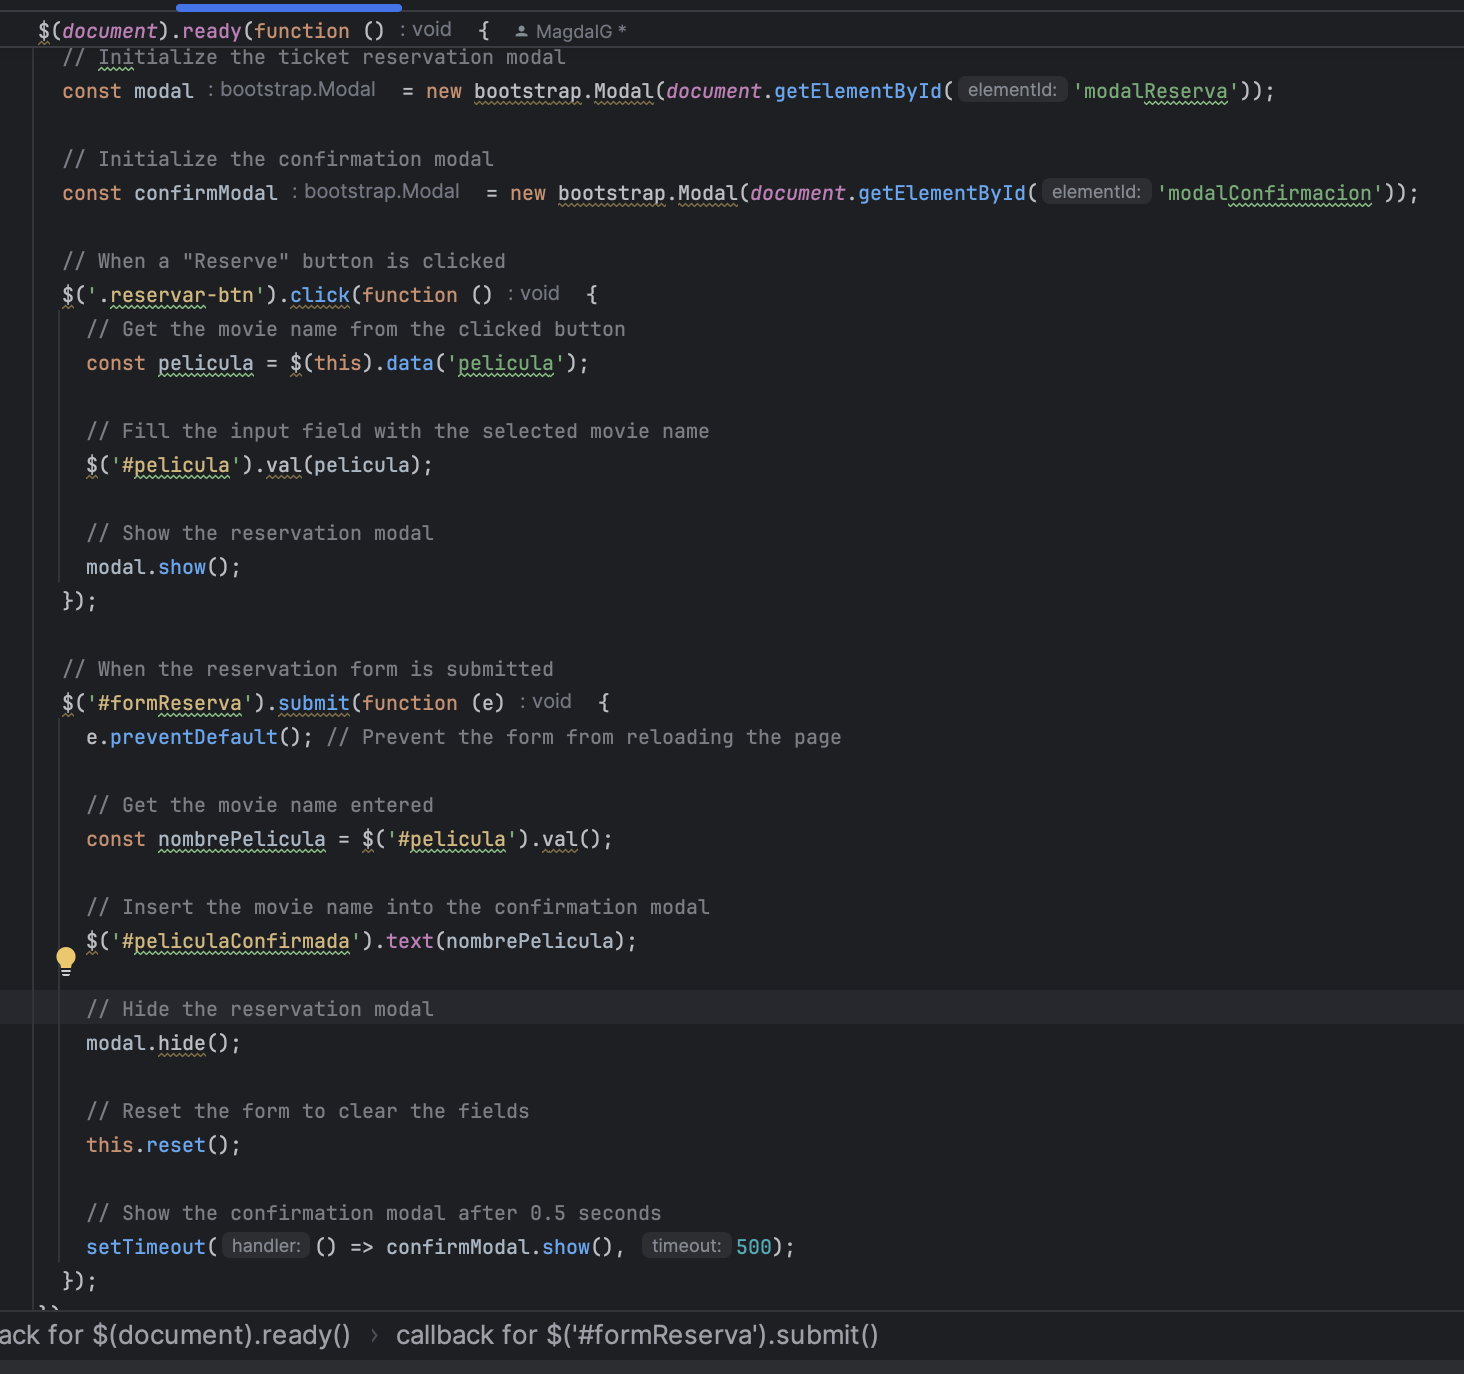 $(document).ready(function () : void { MagdalG *
// Initialize the ticket reservation modal
const modal : bootstrap.Modal = new bootstrap.Modal(document.getElementById( elementId: 'modalReserva'));
// Initialize the confirmation modal
const confirmModal : bootstrap.Modal = new bootstrap.Modal(document.getElementById( elementId: 'modalConfirmacion'));
// When a "Reserve" button is clicked
$('.reservar-btn').click(function () : void {
// Get the movie name from the clicked button
const pelicula = $(this).data('pelicula');
// Fill the input field with the selected movie name
$('#pelicula').val(pelicula);
// Show the reservation modal
modal.show();
});
// When the reservation form is submitted
$('#formReserva').submit(function (e) : void {
e.preventDefault(); // Prevent the form from reloading the page
// Get the movie name entered
const nombrePelicula = $('#pelicula').val();
// Insert the movie name into the confirmation modal
$('#peliculaConfirmada').text(nombrePelicula);
// Hide the reservation modal
modal.hide();
// Reset the form to clear the fields
this.reset();
// Show the confirmation modal after 0.5 seconds
setTimeout( handler: () => confirmModal.show(), timeout: 500);
});
ack for $(document).ready() › callback for $('#formReserva').submit()